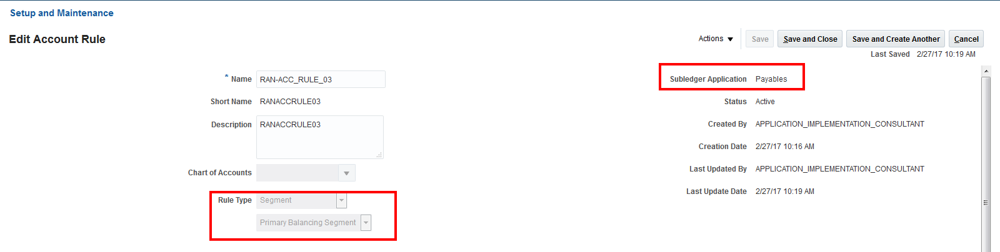 Setup and Maintenance
Edit Account Rule
Actions Save Save and Close Save and Create Another Cancel
Last Saved 2/27/17 10:19 AM
* Name RAN-ACC_RULE_03
Short Name RANACCRULE03
Description RANACCRULE03
Chart of Accounts
Rule Type Segment
Primary Balancing Segment
Subledger Application Payables
Status Active
Created By APPLICATION_IMPLEMENTATION_CONSULTANT
Creation Date 2/27/17 10:16 AM
Last Updated By APPLICATION_IMPLEMENTATION_CONSULTANT
Last Update Date 2/27/17 10:19 AM